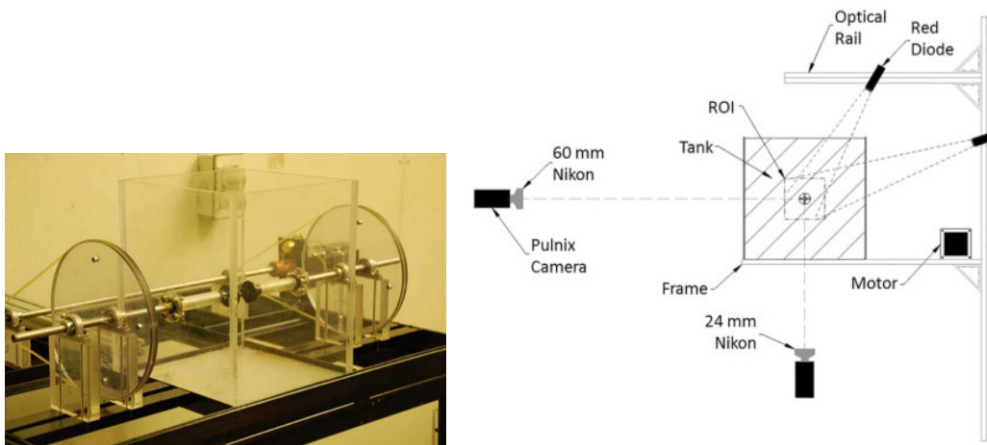 Optical
Rail
Red
Diode
ROI
Tank
60 mm
Nikon
Pulnix
Camera
Frame
Motor
24 mm
Nikon